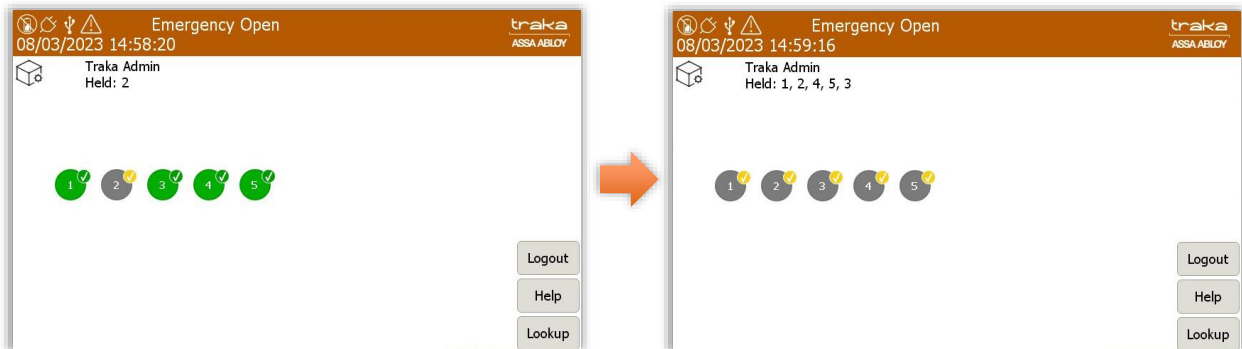 Emergency Open
traka
08/03/2023 14:58:20
ASSA ABLOY
Traka Admin
Held: 2
1 2 3 4 5
Logout
Help
Lookup
Emergency Open
traka
08/03/2023 14:59:16
ASSA ABLOY
Traka Admin
Held: 1, 2, 4, 5, 3
1 2 3 4 5
Logout
Help
Lookup